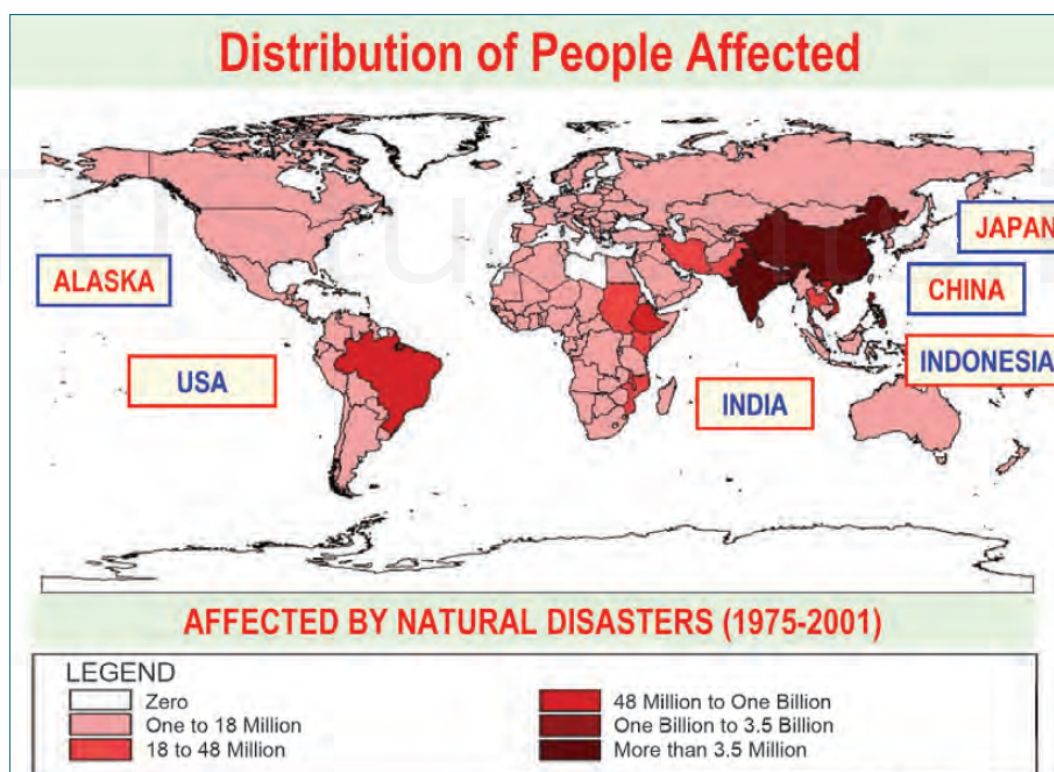 Distribution of People Affected
JAPAN
ALASKA
CHINA
INDONESIA
USA
INDIA
AFFECTED BY NATURAL DISASTERS (1975-2001)
LEGEND
Zero
One to 18 Million
18 to 48 Million
48 Million to One Billion
One Billion to 3.5 Billion
More than 3.5 Million